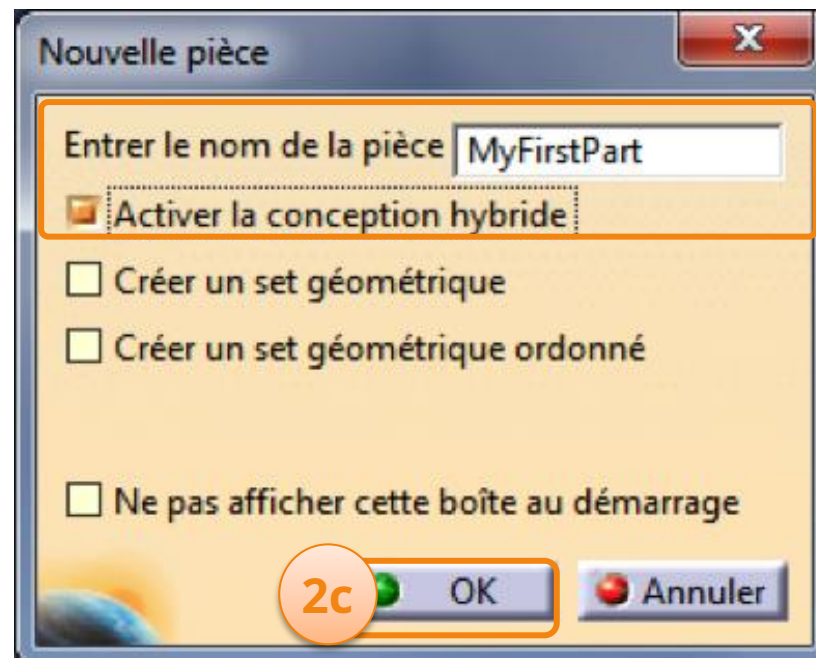 Nouvelle pièce
Entrer le nom de la pièce MyFirstPart
Activer la conception hybride
Créer un set géométrique
Créer un set géométrique ordonné
Ne pas afficher cette boîte au démarrage
2c OK Annuler